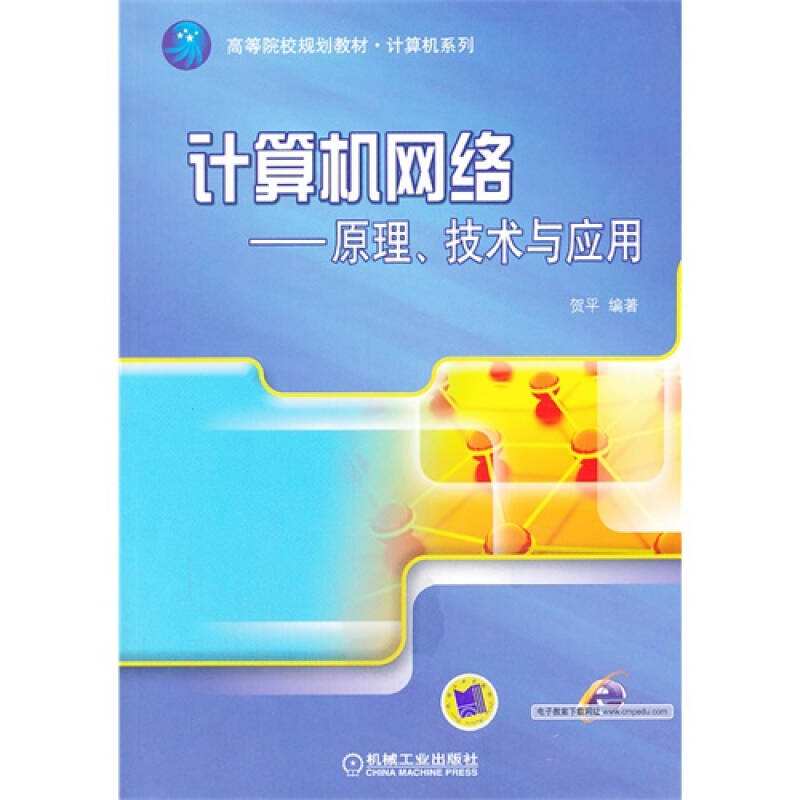 高等院校规划教材·计算机系列
计算机网络
——原理、技术与应用
贺平 编著
电子教案下载网址 www.cmpedu.com
机械工业出版社
CHINA MACHINE PRESS